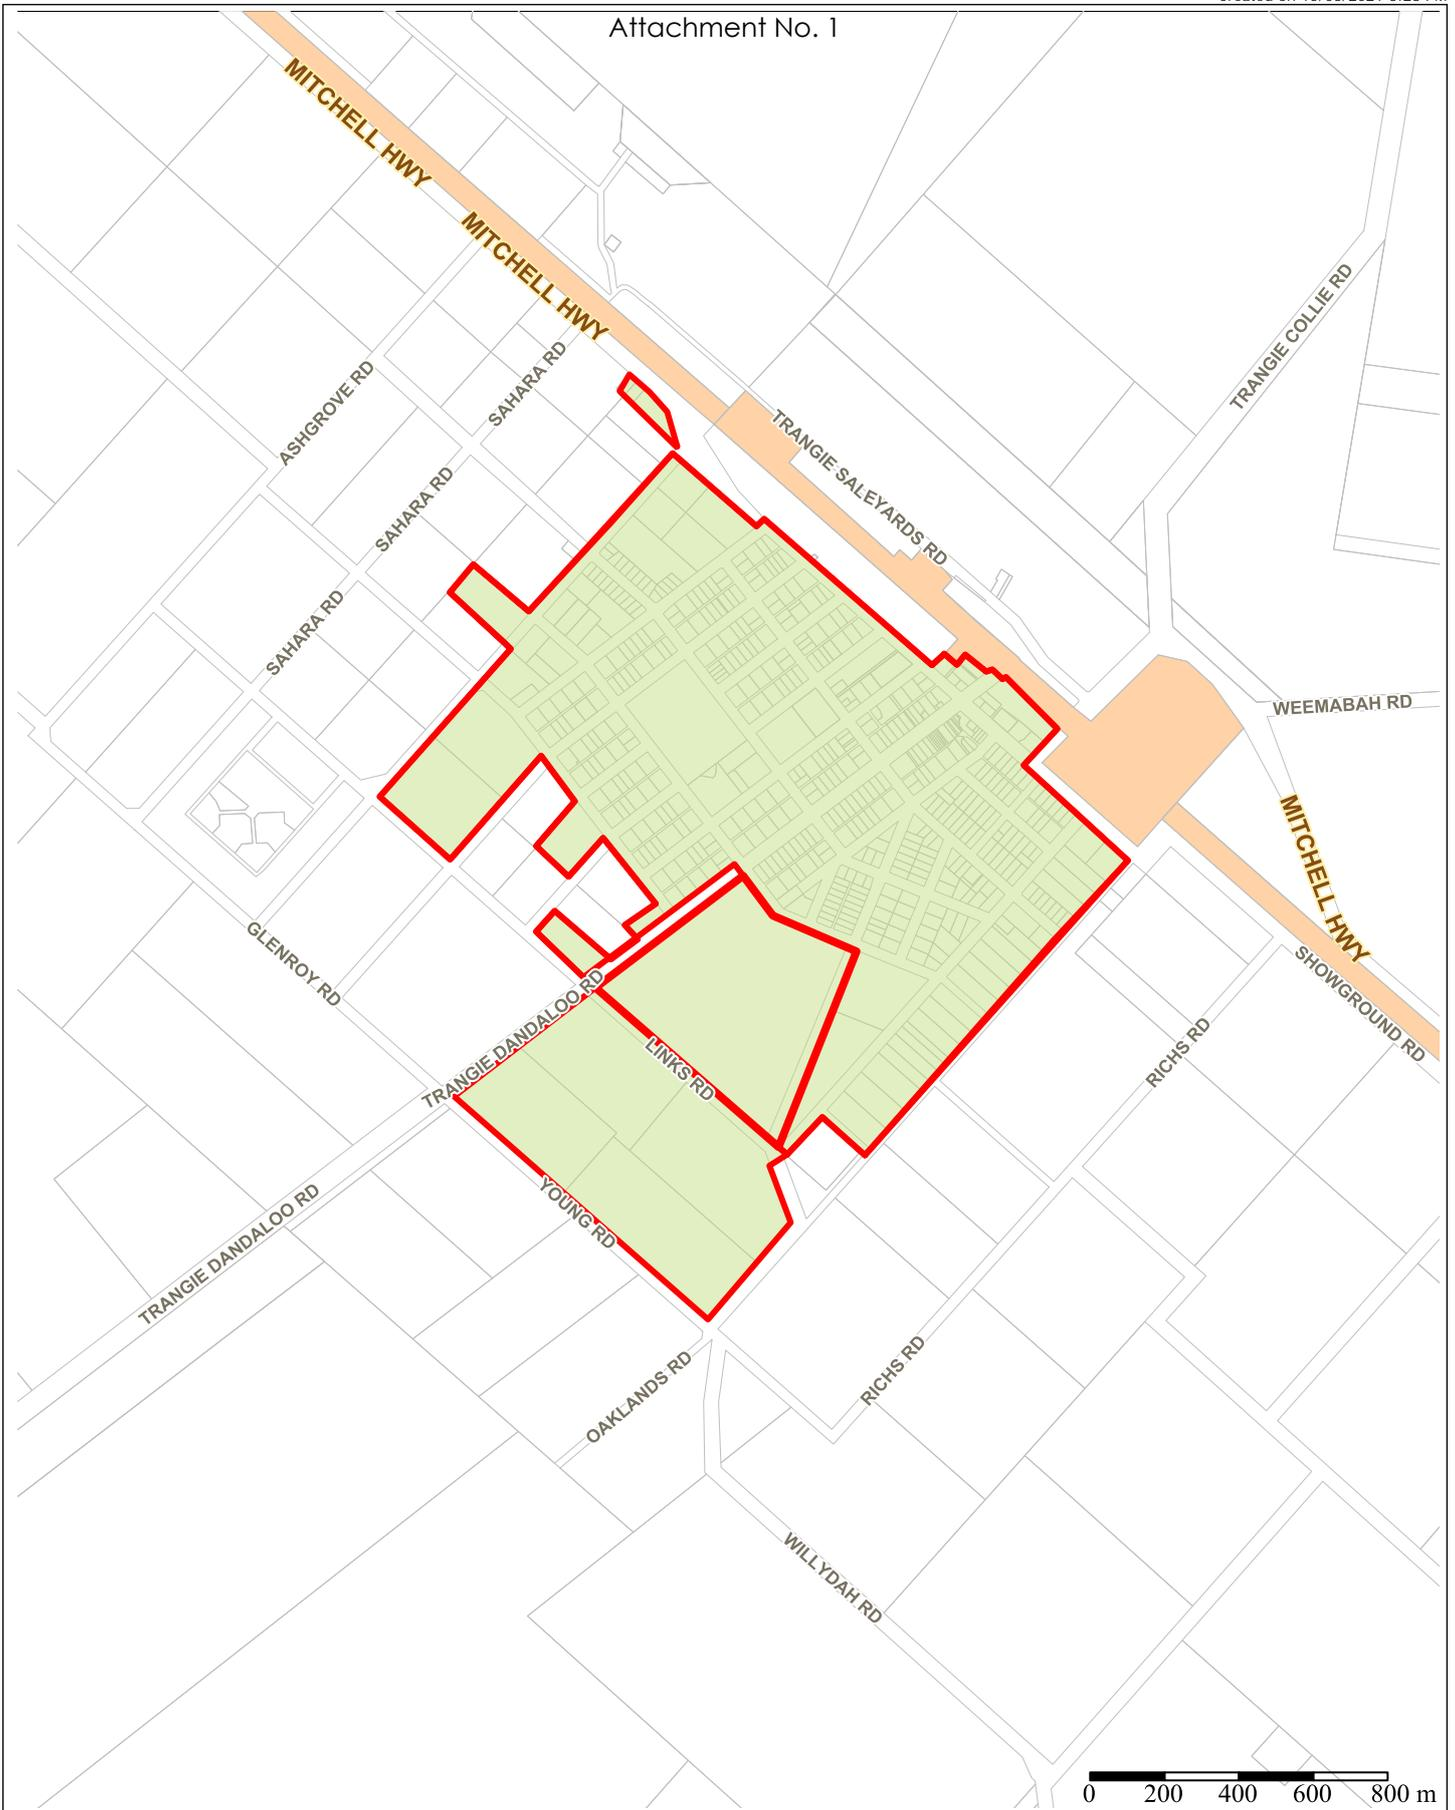 Attachment No. 1
MITCHELL HWY
MITCHELL HWY
TRANGIE COLLIE RD
SAHARA RD
ASHGROVE RD
TRANGIE SALEYARDS RD
SAHARA RD
SAHARA RD
WEEMABAH RD
MITCHELL HWY
GLENROY RD
SHOWGROUND RD
TRANGIE DANDALOO RD
LINKS RD
RICHS RD
YOUNG RD
TRANGIE DANDALOO RD
OAKLANDS RD
RICHS RD
WILLYDAH RD
0 200 400 600 800 m